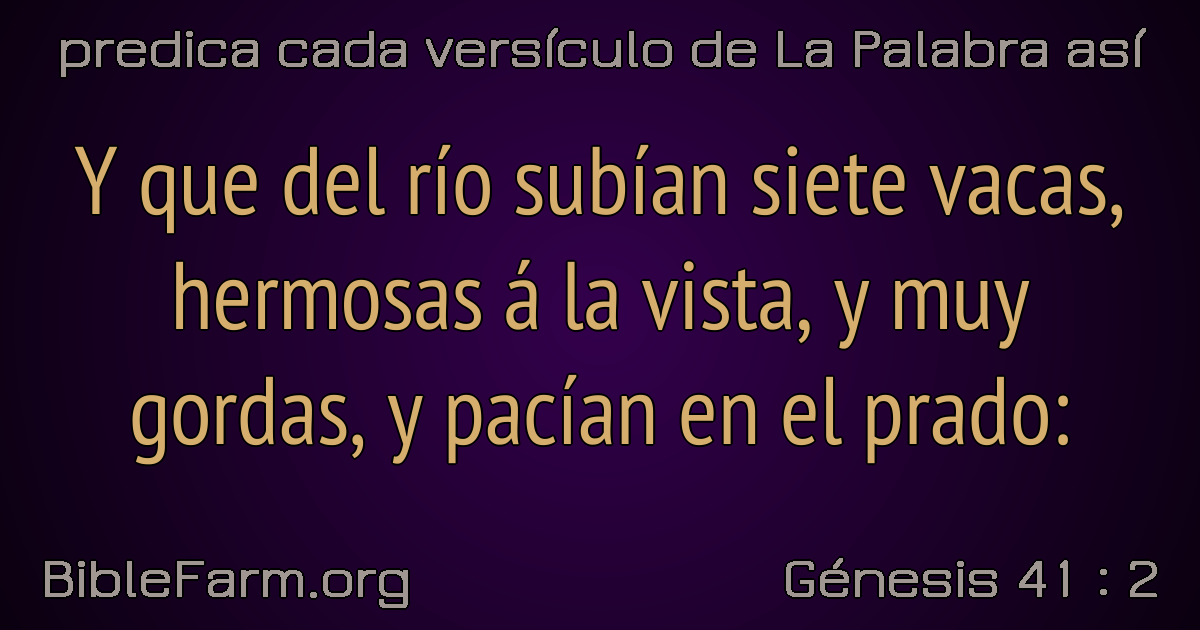 predica cada versículo de La Palabra así
Y que del río subían siete vacas,
hermosas á la vista, y muy
gordas, y pacían en el prado:
BibleFarm.org
Génesis 41 : 2